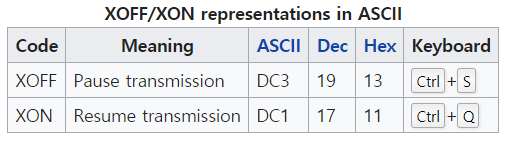 XOFF/XON representations in ASCII
Code Meaning ASCII Dec Hex Keyboard
XOFF Pause transmission DC3 19 13 Ctrl + S
XON Resume transmission DC1 17 11 Ctrl + Q